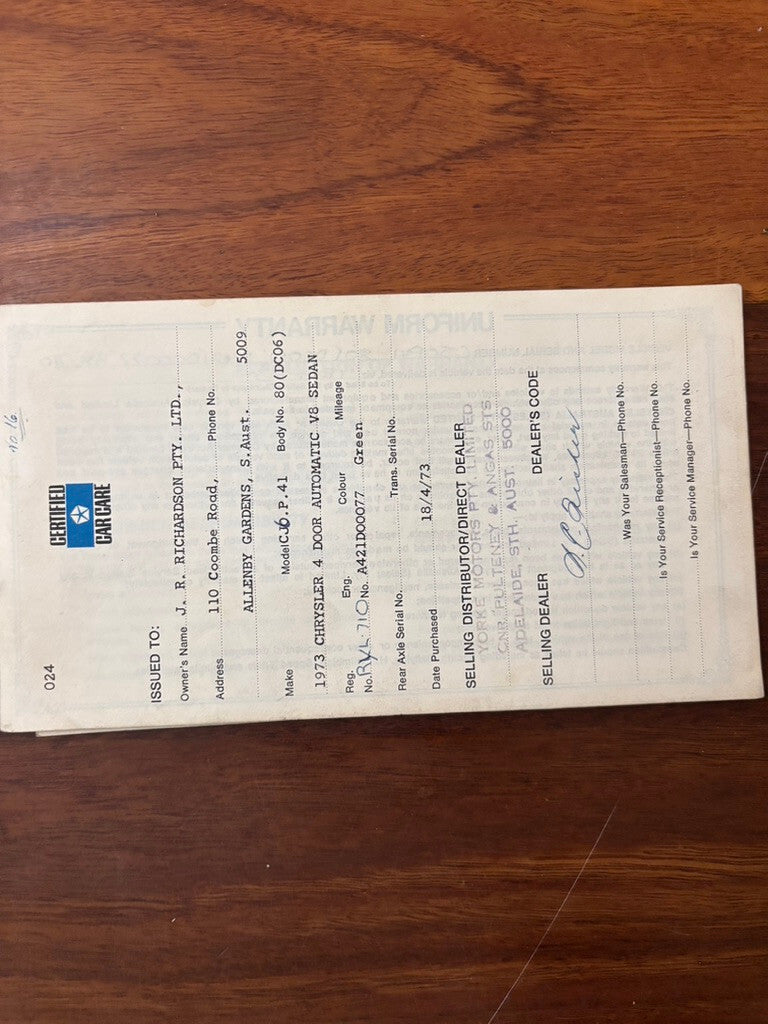 No 16
024
CERTIFIED
CAR CARE
ISSUED TO:
Owner's Name J. R. RICHARDSON PTY. LTD.,
Address 110 Coombe Road, Phone No.
ALLENBY GARDENS, S.Aust. 5009
Make Model CJ6.P.41 Body No. 80(DC06)
1973 CHRYSLER 4 DOOR AUTOMATIC V8 SEDAN
Reg. No. RXL 710 Eng. No. A421D00077 Colour Green Mileage
Rear Axle Serial No. Trans. Serial No.
Date Purchased 18/4/73
SELLING DISTRIBUTOR/DIRECT DEALER
YORKE MOTORS PTY. LIMITED
CNR. PULTENEY & ANGAS STS
ADELAIDE, STH. AUST. 5000
SELLING DEALER DEALER'S CODE
Was Your Salesman—Phone No.
Is Your Service Receptionist—Phone No.
Is Your Service Manager—Phone No.
UNIFORM WARRANTY